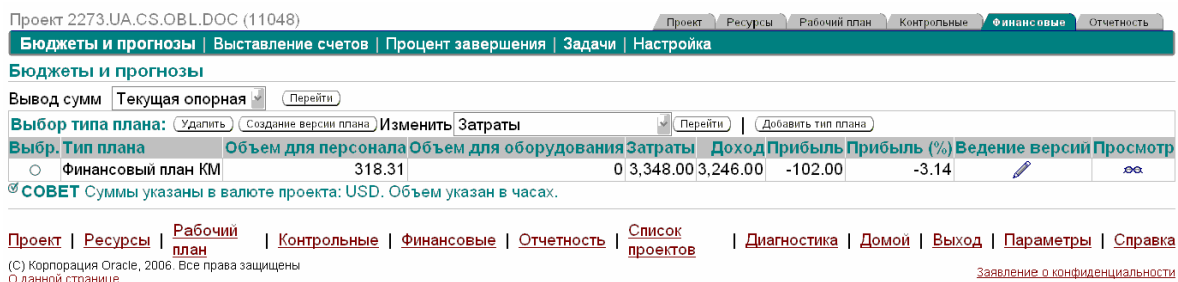 Проект 2273.UA.CS.OBL.DOC (11048)
Проект Ресурсы Рабочий план Контрольные Финансовые Отчетность
Бюджеты и прогнозы | Выставление счетов | Процент завершения | Задачи | Настройка
Бюджеты и прогнозы
Вывод сумм Текущая опорная Перейти
Выбор типа плана: Удалить Создание версии плана Изменить Затраты Перейти | Добавить тип плана
Выбр. Тип плана Объем для персонала Объем для оборудования Затраты Доход Прибыль Прибыль (%) Ведение версий Просмотр
Финансовый план КМ 318.31 0 3,348.00 3,246.00 -102.00 -3.14
СОВЕТ Суммы указаны в валюте проекта: USD. Объем указан в часах.
Проект | Ресурсы | Рабочий план | Контрольные | Финансовые | Отчетность | Список проектов | Диагностика | Домой | Выход | Параметры | Справка
(C) Корпорация Oracle, 2006. Все права защищены
О данной странице
Заявление о конфиденциальности